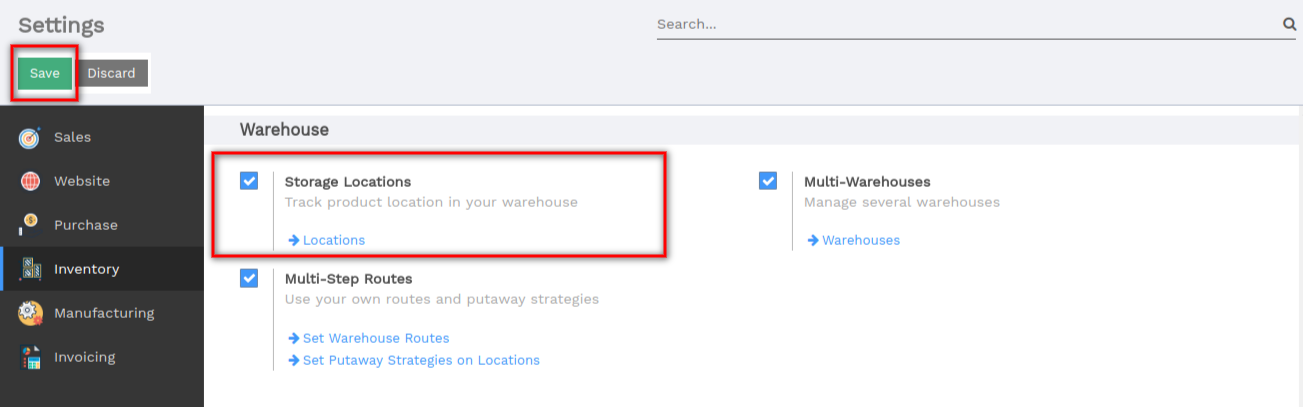 Settings
Search...
Save
Discard
Sales
Website
Purchase
Inventory
Manufacturing
Invoicing
Warehouse
Storage Locations
Track product location in your warehouse
Locations
Multi-Warehouses
Manage several warehouses
Warehouses
Multi-Step Routes
Use your own routes and putaway strategies
Set Warehouse Routes
Set Putaway Strategies on Locations